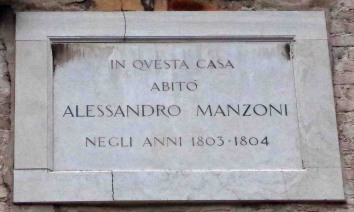 IN QVESTA CASA
ABITÒ
ALESSANDRO MANZONI
NEGLI ANNI 1803-1804